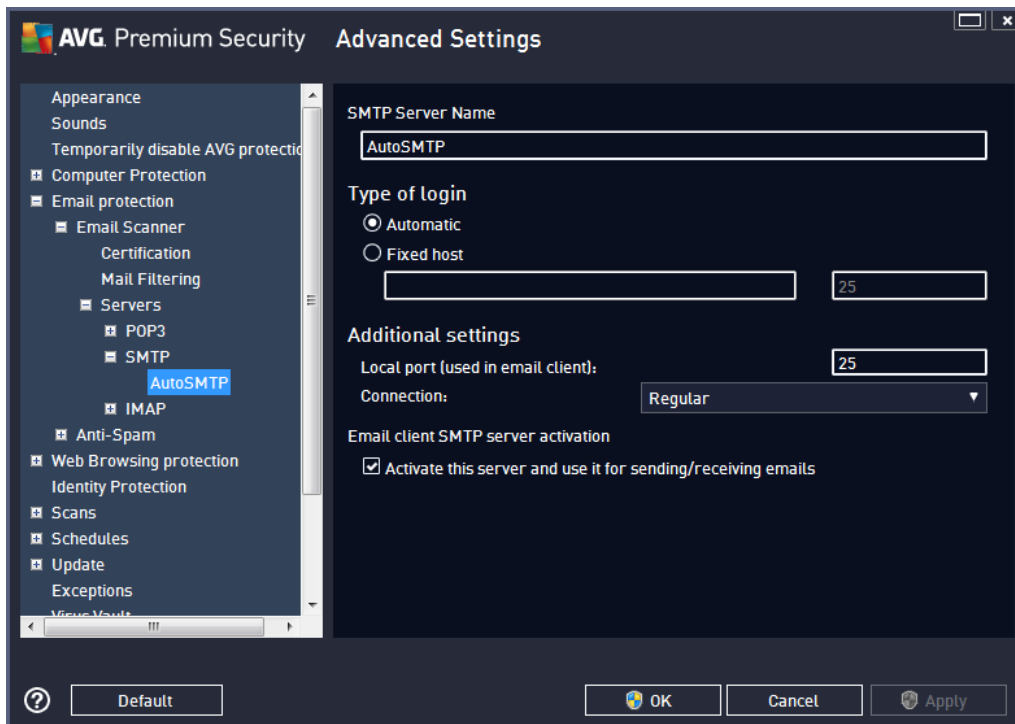 AVG. Premium Security Advanced Settings
Appearance
Sounds
Temporarily disable AVG protectio
Computer Protection
Email protection
Email Scanner
Certification
Mail Filtering
Servers
POP3
SMTP
AutoSMTP
IMAP
Anti-Spam
Web Browsing protection
Identity Protection
Scans
Schedules
Update
Exceptions
Virus Vault
SMTP Server Name
AutoSMTP
Type of login
Automatic
Fixed host
25
Additional settings
Local port (used in email client): 25
Connection: Regular
Email client SMTP server activation
Activate this server and use it for sending/receiving emails
Default OK Cancel Apply